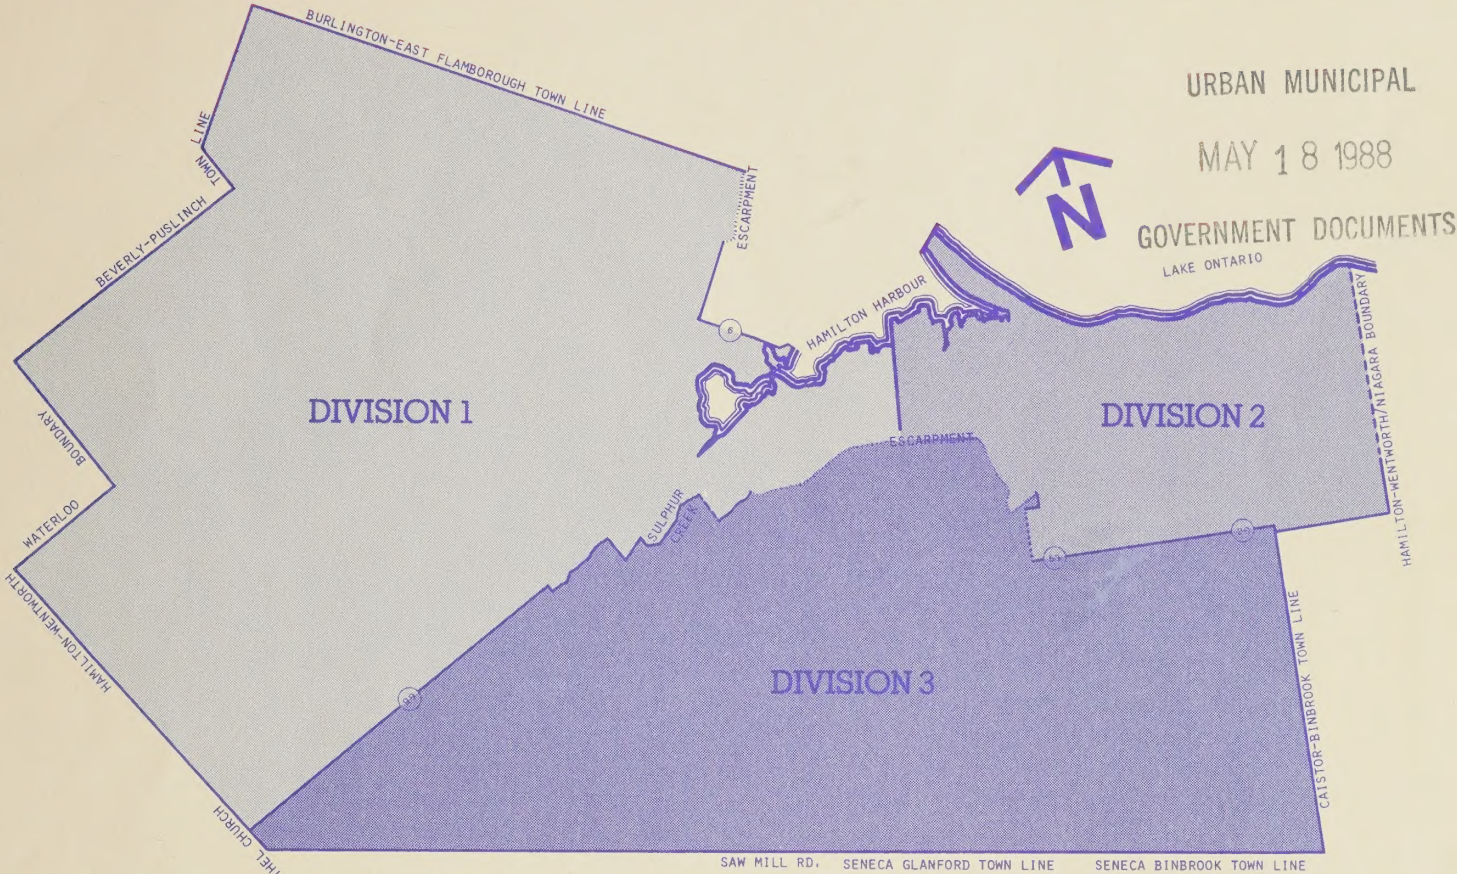 BURLINGTON-EAST FLAMBOROUGH TOWN LINE
URBAN MUNICIPAL
MAY 18 1988
GOVERNMENT DOCUMENTS
N
LAKE ONTARIO
BEVERLY-PUSLINCH TOWN LINE
ESCARPMENT
HAMILTON HARBOUR
6
HAMILTON-WENTWORTH/NIAGARA BOUNDARY
DIVISION 1
DIVISION 2
ESCARPMENT
HAMILTON-WENTWORTH WATERLOO BOUNDARY
SULPHUR
CREEK
DIVISION 3
99
CAISTOR-BINBROOK TOWN LINE
CHURCH
SAW MILL RD. SENECA GLANFORD TOWN LINE SENECA BINBROOK TOWN LINE